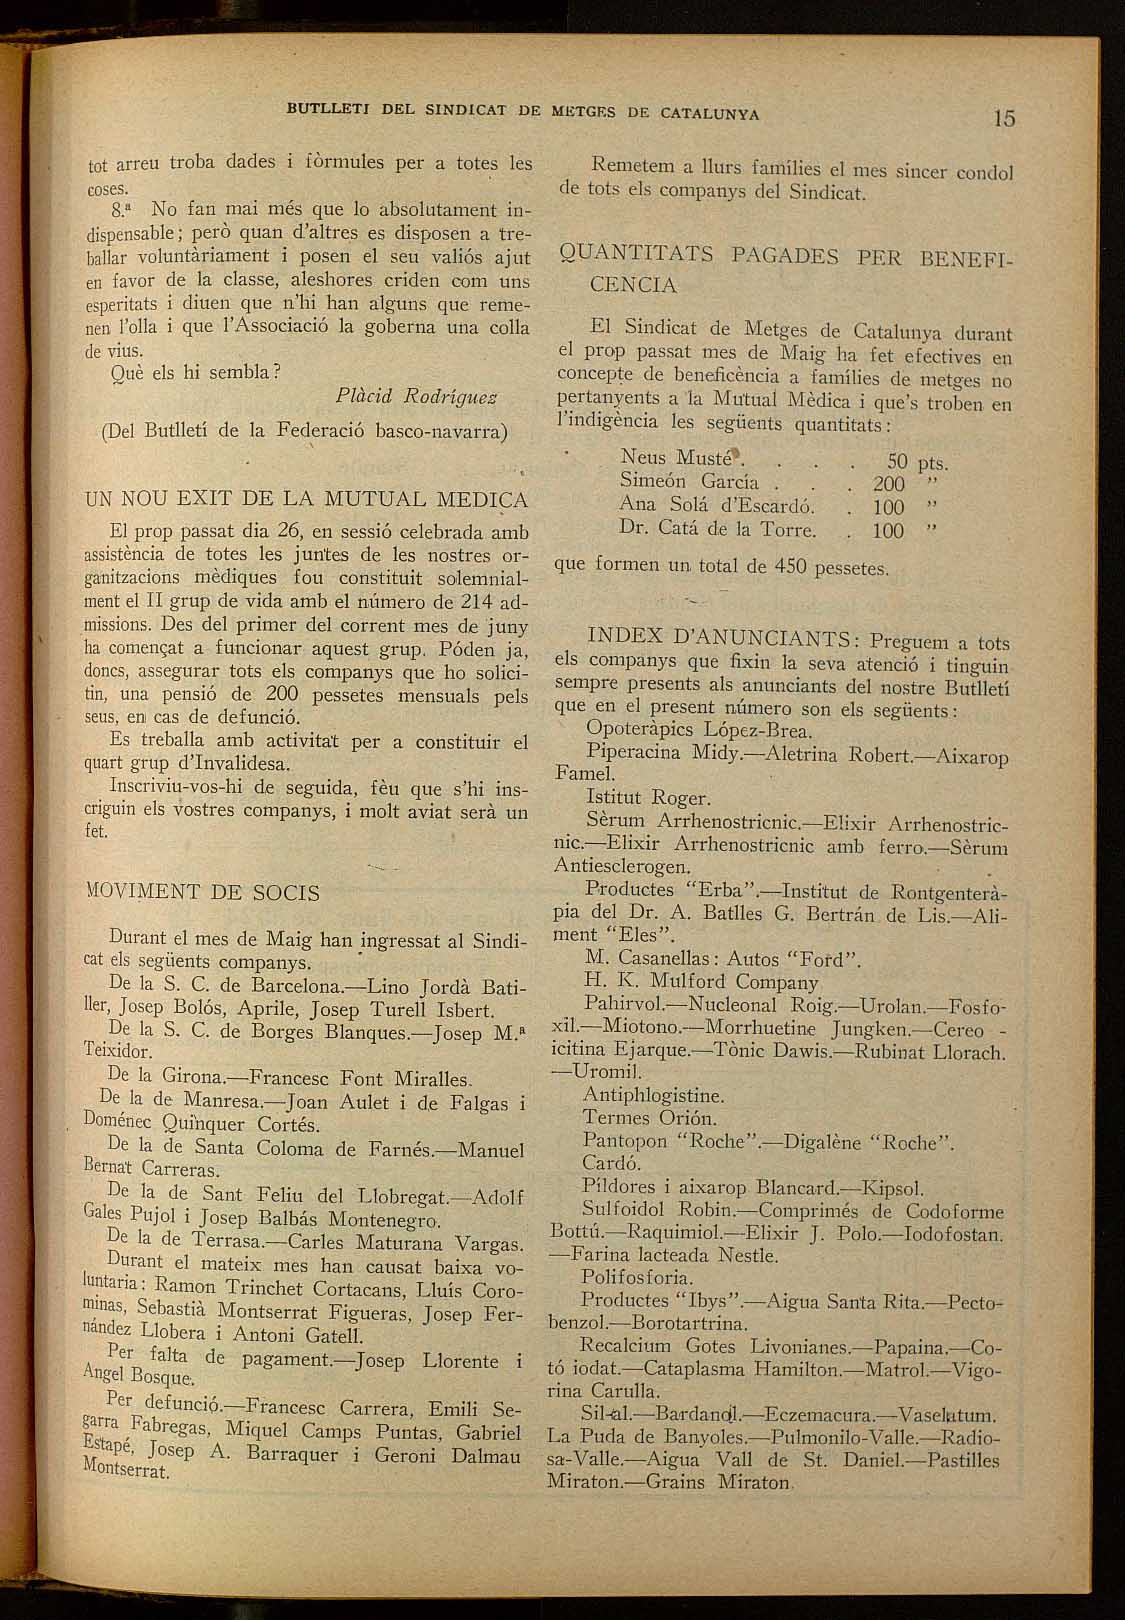 BUTLLETI DEL SINDICAT DE METGES DE CATALUNYA
15
tot arreu troba dades i fòrmules per a totes les
coses.
8.ª No fan mai més que lo absolutament in-
dispensable; però quan d'altres es disposen a tre-
ballar voluntàriament i posen el seu valiós ajut
en favor de la classe, aleshores criden com uns
esperitats i diuen que n'hi han alguns que reme-
nen l'olla i que l'Associació la goberna una colla
de vius.
Què els hi sembla?
Plàcid Rodríguez
(Del Butlletí de la Federació basco-navarra)
UN NOU EXIT DE LA MUTUAL MEDICA
El prop passat dia 26, en sessió celebrada amb
assistència de totes les juntes de les nostres or-
ganitzacions mèdiques fou constituit solemnial-
ment el II grup de vida amb el número de 214 ad-
missions. Des del primer del corrent mes de juny
ha començat a funcionar aquest grup. Póden ja,
doncs, assegurar tots els companys que ho solici-
tin, una pensió de 200 pessetes mensuals pels
seus, en cas de defunció.
Es treballa amb activitat per a constituir el
quart grup d'Invalidesa.
Inscriviu-vos-hi de seguida, fèu que s'hi ins-
criguin els vostres companys, i molt aviat serà un
fet.
MOVIMENT DE SOCIS
Durant el mes de Maig han ingressat al Sindi-
cat els següents companys.
De la S. C. de Barcelona.—Lino Jordà Bati-
ller, Josep Bolós, Aprile, Josep Turell Isbert.
De la S. C. de Borges Blanques.—Josep M.ª
Teixidor.
De la Girona.—Francesc Font Miralles.
De la de Manresa.—Joan Aulet i de Falgas i
Doménec Quinquer Cortés.
De la de Santa Coloma de Farnés.—Manuel
Bernat Carreras.
De la de Sant Feliu del Llobregat.—Adolf
Gales Pujol i Josep Balbás Montenegro.
De la de Terrasa.—Carles Maturana Vargas.
Durant el mateix mes han causat baixa vo-
luntaria: Ramon Trinchet Cortacans, Lluís Coro-
minas, Sebastià Montserrat Figueras, Josep Fer-
nández Llobera i Antoni Gatell.
Per falta de pagament.—Josep Llorente i
Angel Bosque.
Per defunció.—Francesc Carrera, Emili Se-
garra Fabregas, Miquel Camps Puntas, Gabriel
Estapé, Josep A. Barraquer i Geroni Dalmau
Montserrat.
Remetem a llurs famílies el mes sincer condol
de tots els companys del Sindicat.
QUANTITATS PAGADES PER BENEFI-
CENCIA
El Sindicat de Metges de Catalunya durant
el prop passat mes de Maig ha fet efectives en
concepte de beneficència a famílies de metges no
pertanyents a la Mutual Mèdica i que's troben en
l'indigència les següents quantitats:
Neus Musté . . . . 50 pts.
Simeón García . . . 200 ”
Ana Solá d'Escardó. . 100 ”
Dr. Catá de la Torre. . 100 ”
que formen un total de 450 pessetes.
INDEX D'ANUNCIANTS: Preguem a tots
els companys que fixin la seva atenció i tinguin
sempre presents als anunciants del nostre Butlletí
que en el present número son els següents:
Opoteràpics López-Brea.
Piperacina Midy.—Aletrina Robert.—Aixarop
Famel.
Istitut Roger.
Sèrum Arrhenostricnic.—Elixir Arrhenostric-
nic.—Elixir Arrhenostricnic amb ferro.—Sèrum
Antiesclerogen.
Productes “Erba”.—Institut de Rontgenterà-
pia del Dr. A. Batlles G. Bertrán de Lis.—Ali-
ment “Eles”.
M. Casanellas: Autos “Ford”.
H. K. Mulford Company
Pahirvol.—Nucleonal Roig.—Urolan.—Fosfo-
xil.—Miotono.—Morrhuetine Jungken.—Cereo -
icitina Ejarque.—Tònic Dawis.—Rubinat Llorach.
—Uromil.
Antiphlogistine.
Termes Orión.
Pantopon “Roche”.—Digalène “Roche”.
Cardó.
Píldores i aixarop Blancard.—Kipsol.
Sulfoidol Robin.—Comprimés de Codoforme
Bottú.—Raquimiol.—Elixir J. Polo.—Iodofostan.
—Farina lacteada Nestle.
Polifosforia.
Productes “Ibys”.—Aigua Santa Rita.—Pecto-
benzol.—Borotartrina.
Recalcium Gotes Livonianes.—Papaina.—Co-
tó iodat.—Cataplasma Hamilton.—Matrol.—Vigo-
rina Carulla.
Sil-al.—Bardanol.—Eczemacura.—Vaselatum.
La Puda de Banyoles.—Pulmonilo-Valle.—Radio-
sa-Valle.—Aigua Vall de St. Daniel.—Pastilles
Miraton.—Grains Miraton.